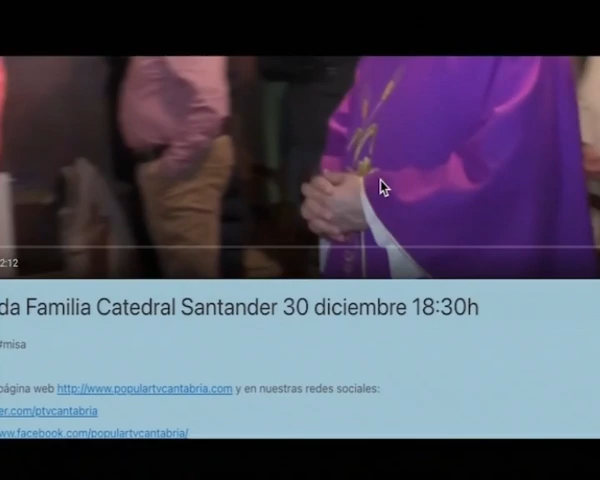 2:12
da Familia Catedral Santander 30 diciembre 18:30h
#misa
página web http://www.populartvcantabria.com y en nuestras redes sociales:
er.com/ptvcantabria
ww.facebook.com/populartvcantabria/